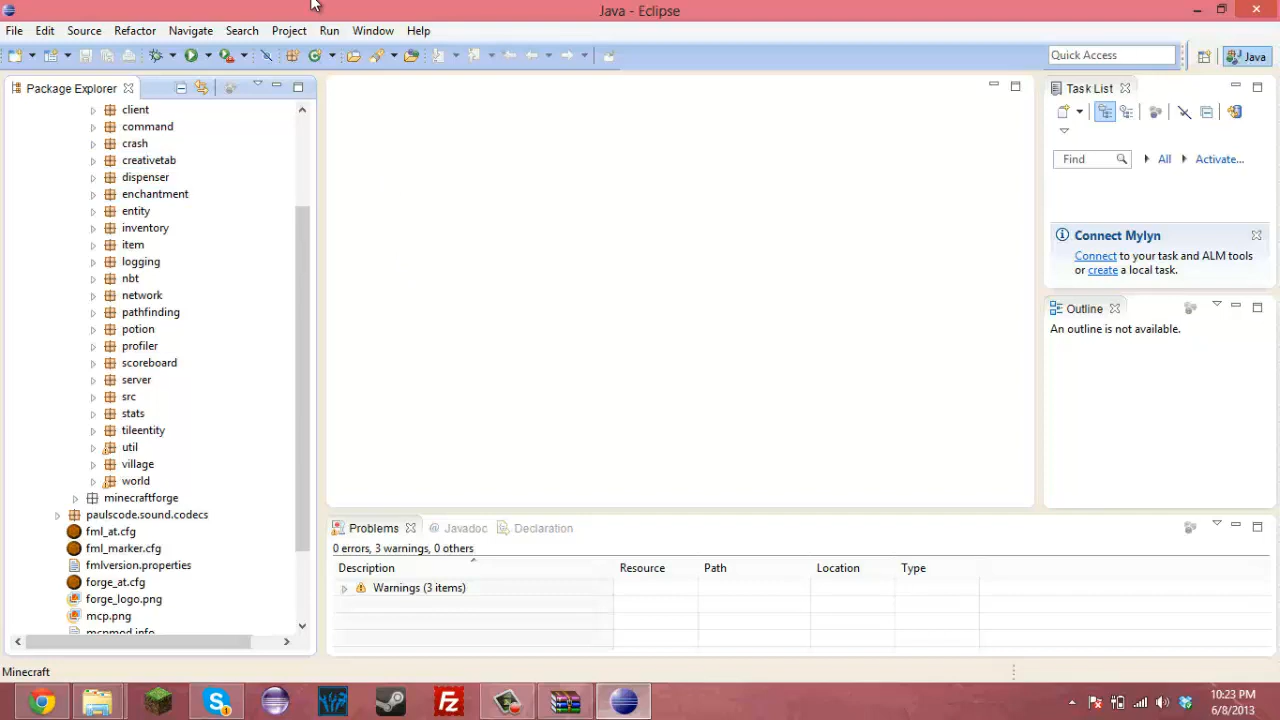 Java - Eclipse
File Edit Source Refactor Navigate Search Project Run Window Help
Quick Access
Java
Package Explorer
client
command
crash
creativetab
dispenser
enchantment
entity
inventory
item
logging
nbt
network
pathfinding
potion
profiler
scoreboard
server
src
stats
tileentity
util
village
world
minecraftforge
paulscode.sound.codecs
fml_at.cfg
fml_marker.cfg
fmlversion.properties
forge_at.cfg
forge_logo.png
mcp.png
mcpmod.info
Task List
Find All Activate...
Connect Mylyn
Connect to your task and ALM tools
or create a local task.
Outline
An outline is not available.
Problems @ Javadoc Declaration
0 errors, 3 warnings, 0 others
Description Resource Path Location Type
Warnings (3 items)
Minecraft
10:23 PM
6/8/2013